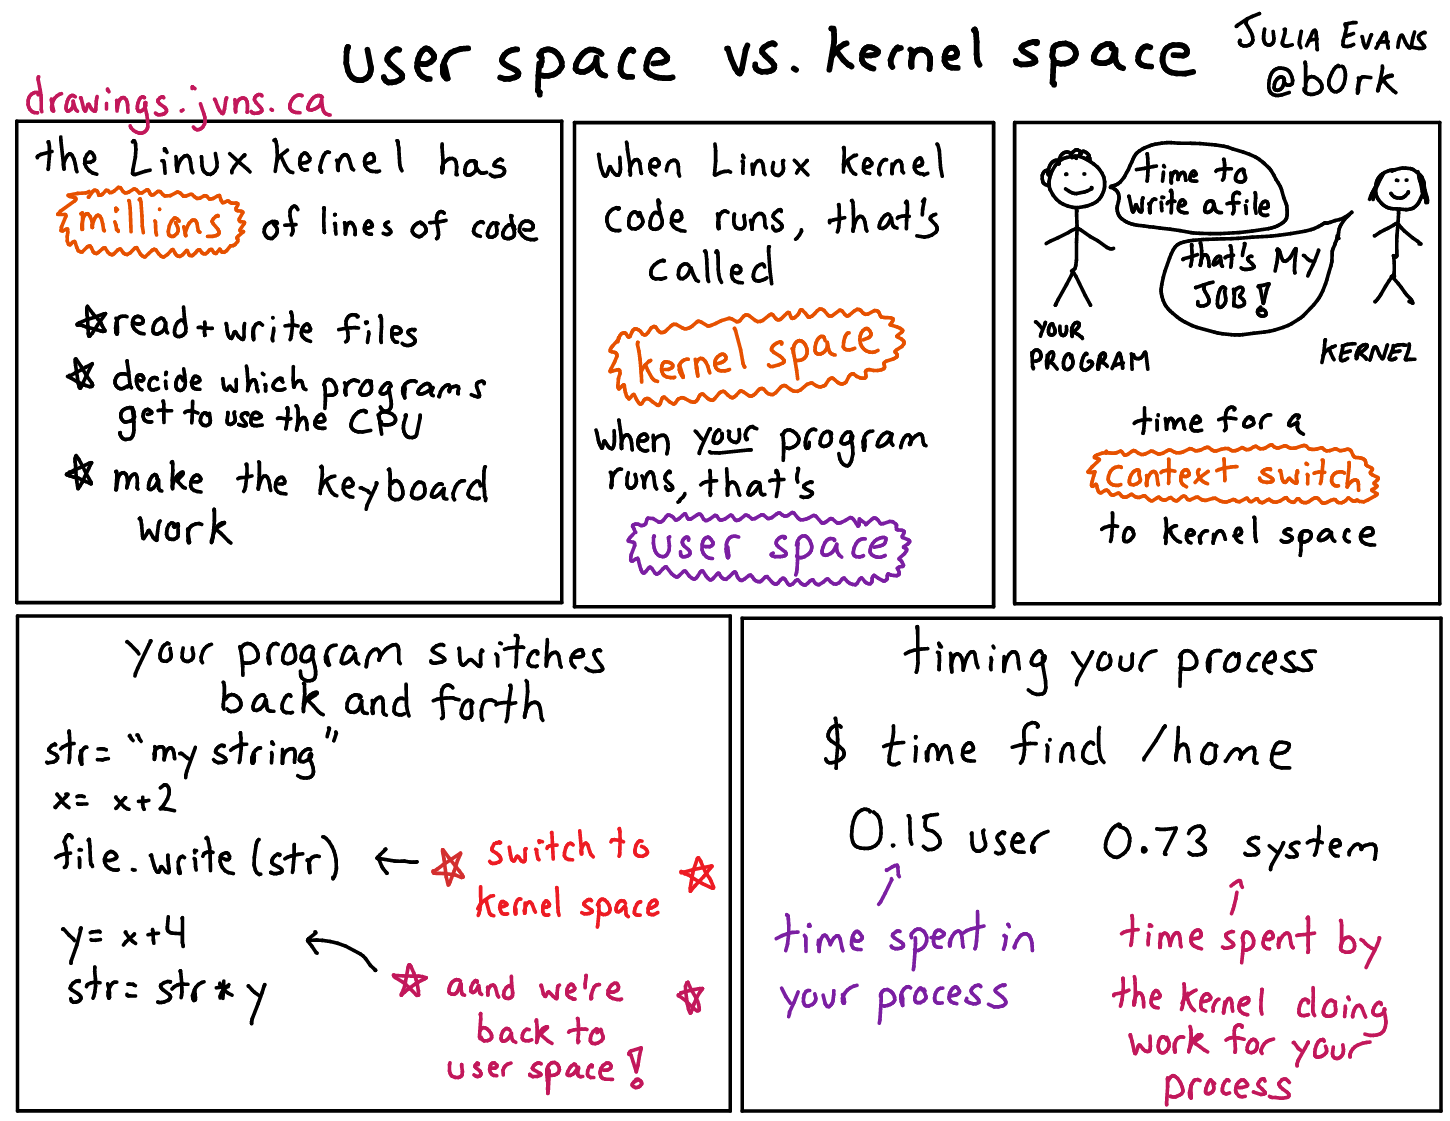 user space vs. kernel space
JULIA EVANS
@b0rk
drawings.jvns.ca
the Linux kernel has
millions of lines of code
☆ read + write files
☆ decide which programs
get to use the CPU
☆ make the keyboard
work
when Linux kernel
code runs, that's
called
kernel space
when your program
runs, that's
user space
time to
write a file
that's MY
JOB!
YOUR
PROGRAM
KERNEL
time for a
context switch
to kernel space
your program switches
back and forth
str= "my string"
x= x+2
file.write(str) ← ☆ switch to ☆
kernel space
y= x+4
str= str * y
☆ aand we're ☆
back to
user space!
timing your process
$ time find /home
0.15 user 0.73 system
time spent in
your process
time spent by
the kernel doing
work for your
process